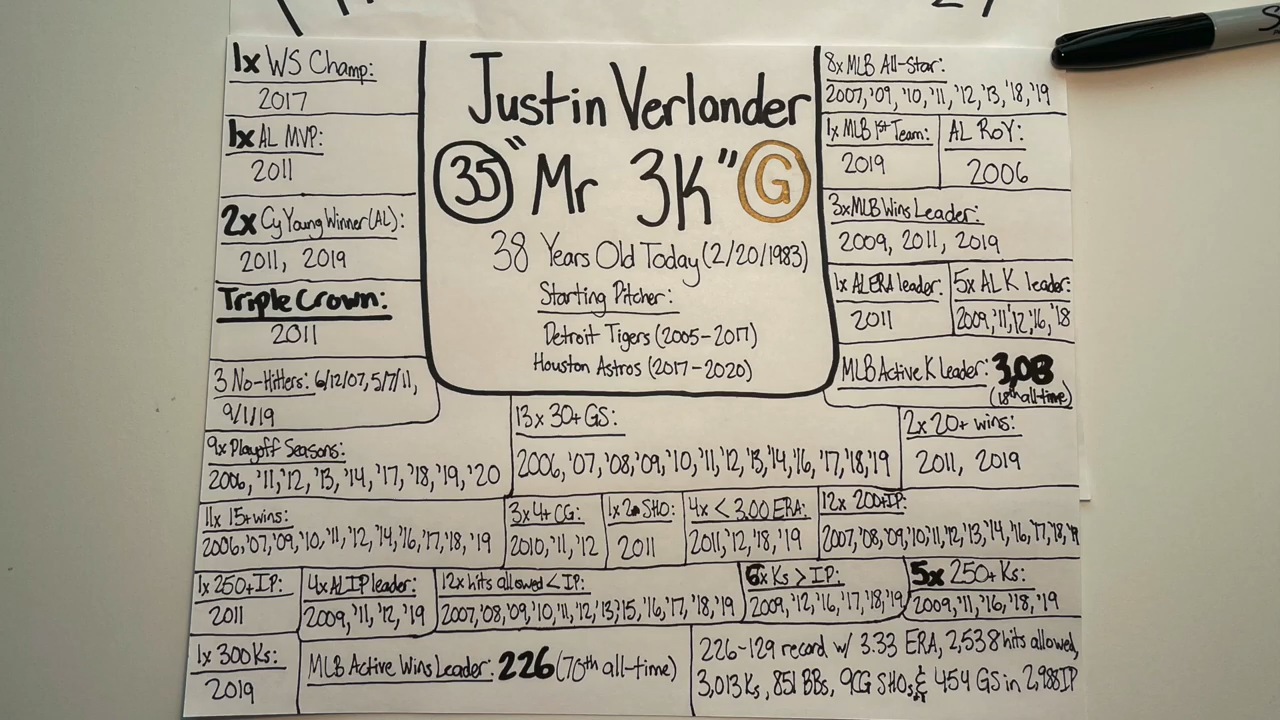 1x WS Champ:
2017
1x AL MVP:
2011
2x Cy Young Winner (AL):
2011, 2019
Triple Crown:
2011
3 No-Hitters: 6/12/07, 5/7/11,
9/1/19
Justin Verlander
35 "Mr 3K" G
38 Years Old Today (2/20/1983)
Starting Pitcher:
Detroit Tigers (2005-2017)
Houston Astros (2017-2020)
8x MLB All-Star:
2007, '09, '10, '11, '12, '13, '18, '19
1x MLB 1st Team:
2019
AL RoY:
2006
3x MLB Wins Leader:
2009, 2011, 2019
1x AL ERA leader:
2011
5x AL K leader:
2009, '11, '12, '16, '18
MLB Active K Leader: 3,013
(18th all-time)
9x Playoff Seasons:
2006, '11, '12, '13, '14, '17, '18, '19, '20
13x 30+ GS:
2006, '07, '08, '09, '10, '11, '12, '13, '14, '16, '17, '18, '19
2x 20+ wins:
2011, 2019
11x 15+ wins:
2006, '07, '09, '10, '11, '12, '14, '16, '17, '18, '19
3x 4+ CG:
2010, '11, '12
1x 2 SHO:
2011
4x < 3.00 ERA:
2011, '12, '18, '19
12x 200+ IP:
2007, '08, '09, '10, '11, '12, '13, '14, '16, '17, '18, '19
1x 250+ IP:
2011
4x AL IP leader:
2009, '11, '12, '19
12x hits allowed < IP:
2007, '08, '09, '10, '11, '12, '13, '15, '16, '17, '18, '19
6x Ks > IP:
2009, '12, '16, '17, '18, '19
5x 250+ Ks:
2009, '11, '16, '18, '19
1x 300 Ks:
2019
MLB Active Wins Leader: 226 (70th all-time)
226-129 record w/ 3.33 ERA, 2,538 hits allowed,
3,013 Ks, 851 BBs, 9 CG SHOs, & 454 GS in 2,988 IP